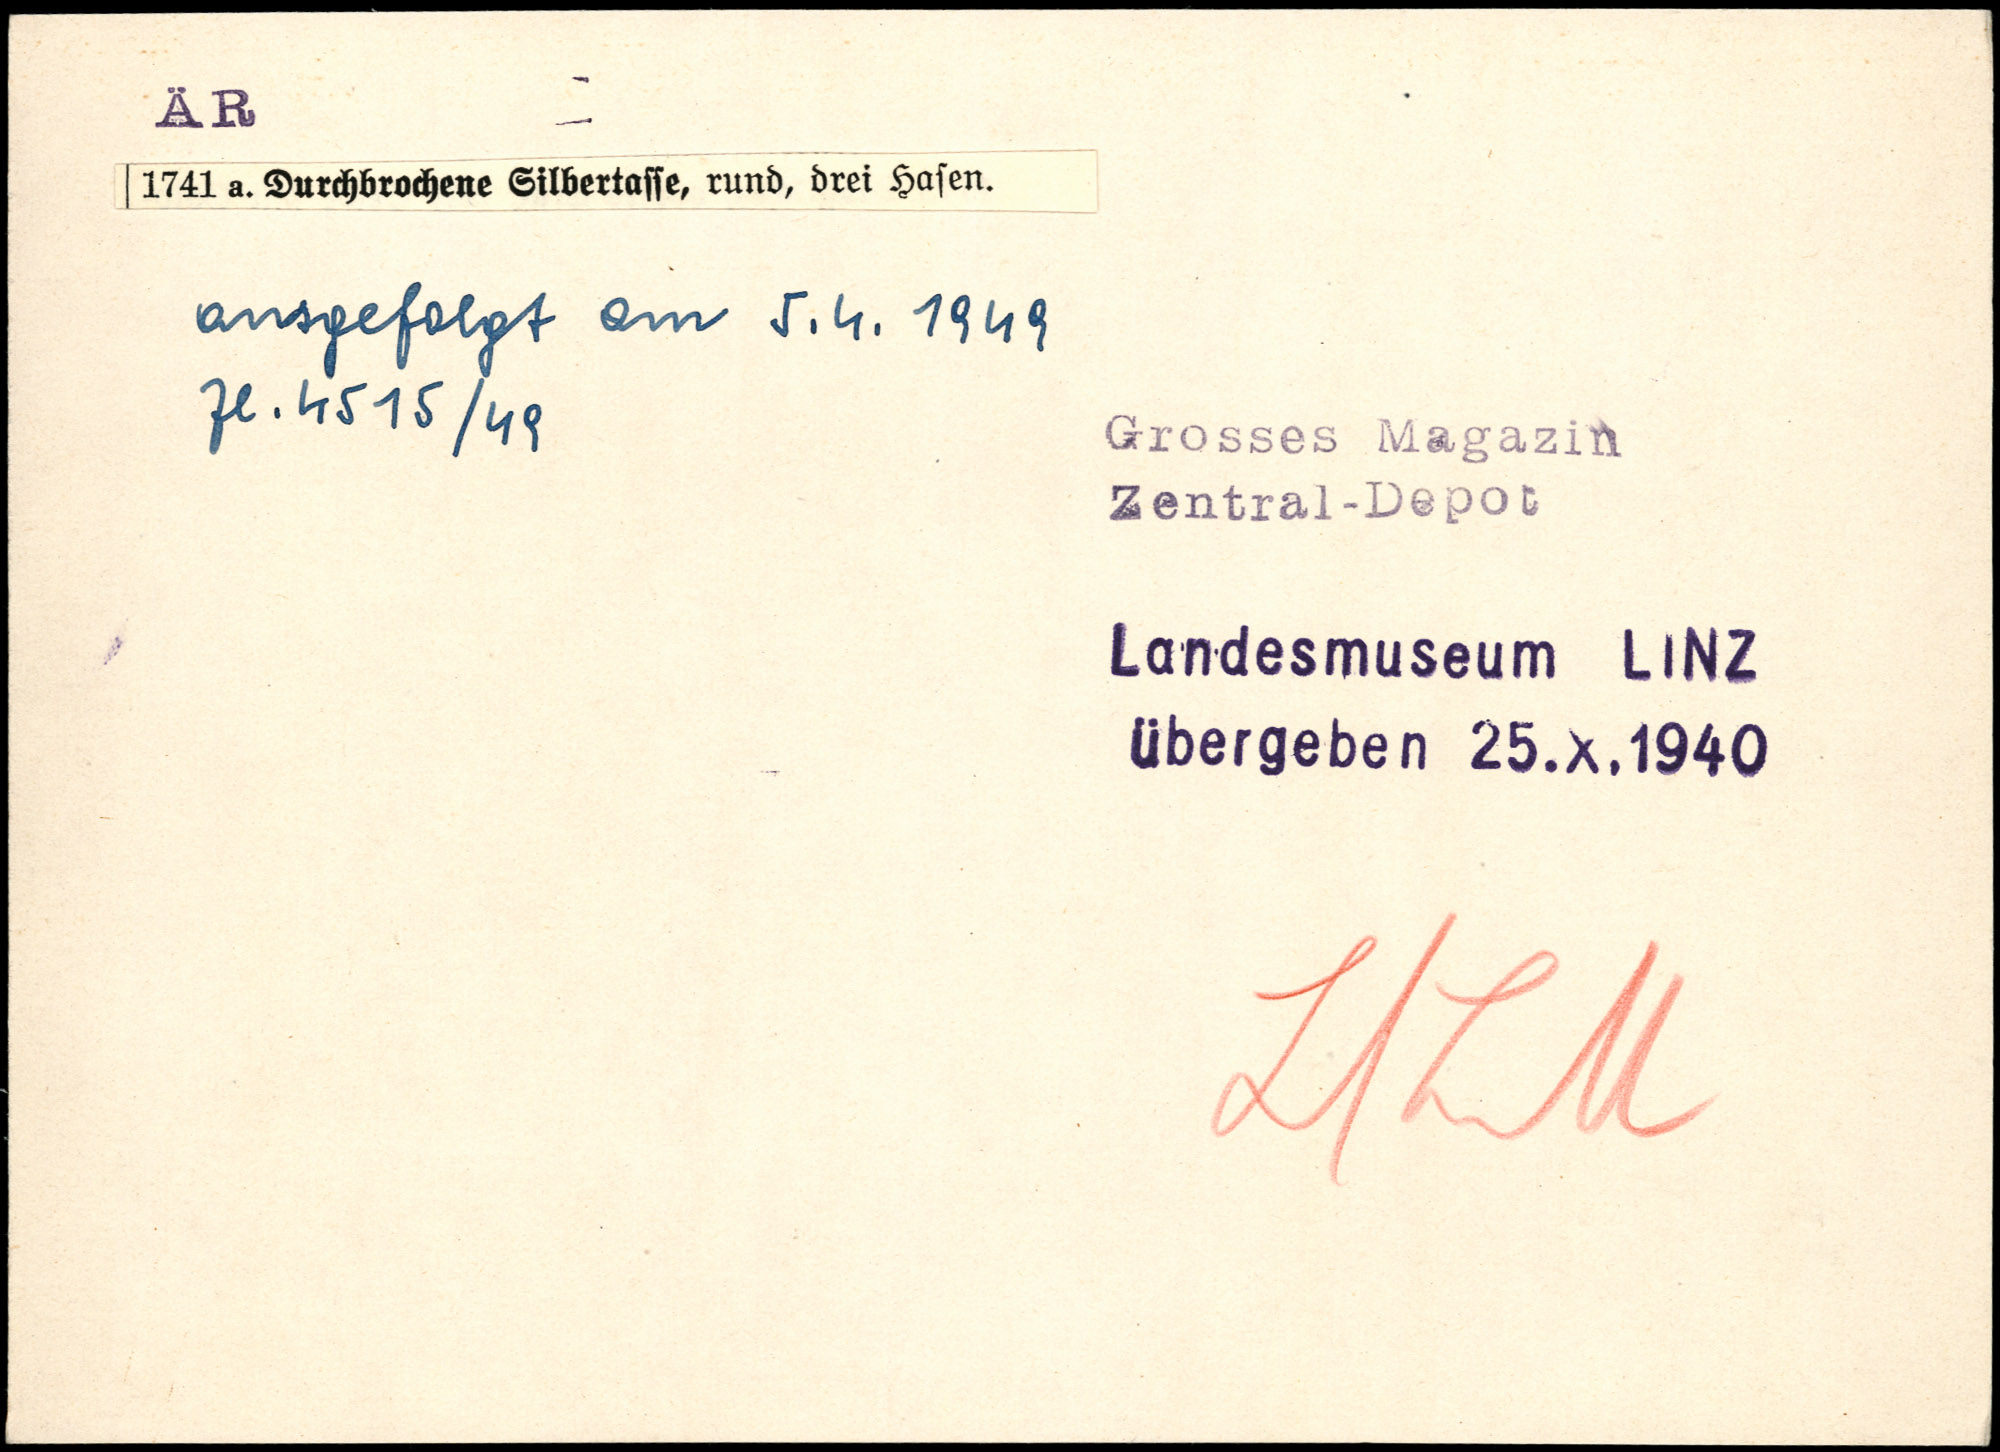 ÄR
1741 a. Durchbrochene Silbertasse, rund, drei Hasen.
ausgefolgt am 5.4. 1949
Zl. 4515/49
Grosses Magazin
Zentral-Depot
Landesmuseum LINZ
übergeben 25.X.1940